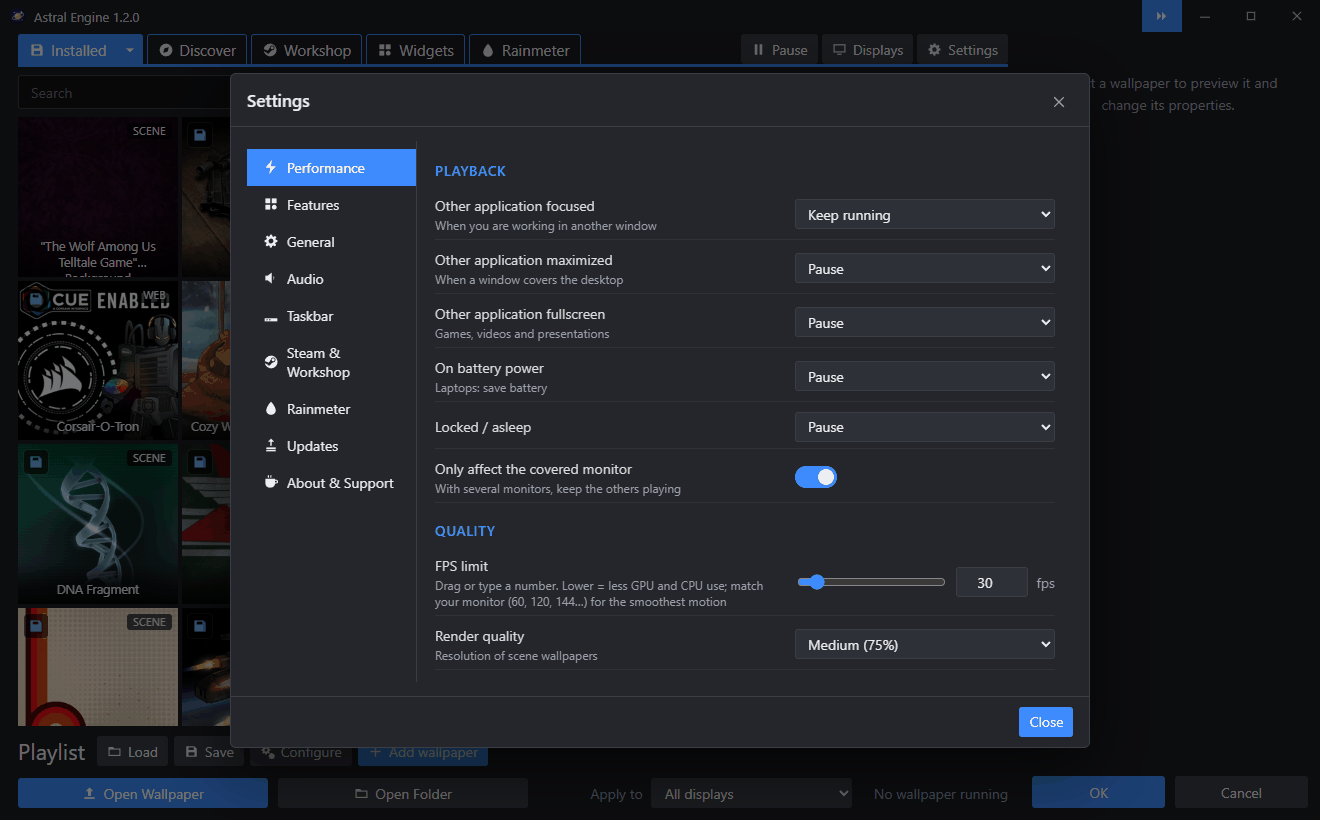 Astral Engine 1.2.0
Installed
Discover
Workshop
Widgets
Rainmeter
Pause
Displays
Settings
Search
t a wallpaper to preview it and
change its properties.
SCENE
"The Wolf Among Us
Telltale Game"...
Background
CUE ENABLED
WEB
Corsair-O-Tron
Cozy W
SCENE
DNA Fragment
SCENE
Settings
Performance
Features
General
Audio
Taskbar
Steam &
Workshop
Rainmeter
Updates
About & Support
PLAYBACK
Other application focused
When you are working in another window
Keep running
Other application maximized
When a window covers the desktop
Pause
Other application fullscreen
Games, videos and presentations
Pause
On battery power
Laptops: save battery
Pause
Locked / asleep
Pause
Only affect the covered monitor
With several monitors, keep the others playing
QUALITY
FPS limit
Drag or type a number. Lower = less GPU and CPU use; match
your monitor (60, 120, 144...) for the smoothest motion
30
fps
Render quality
Resolution of scene wallpapers
Medium (75%)
Close
Playlist
Load
Save
Configure
Add wallpaper
Open Wallpaper
Open Folder
Apply to
All displays
No wallpaper running
OK
Cancel